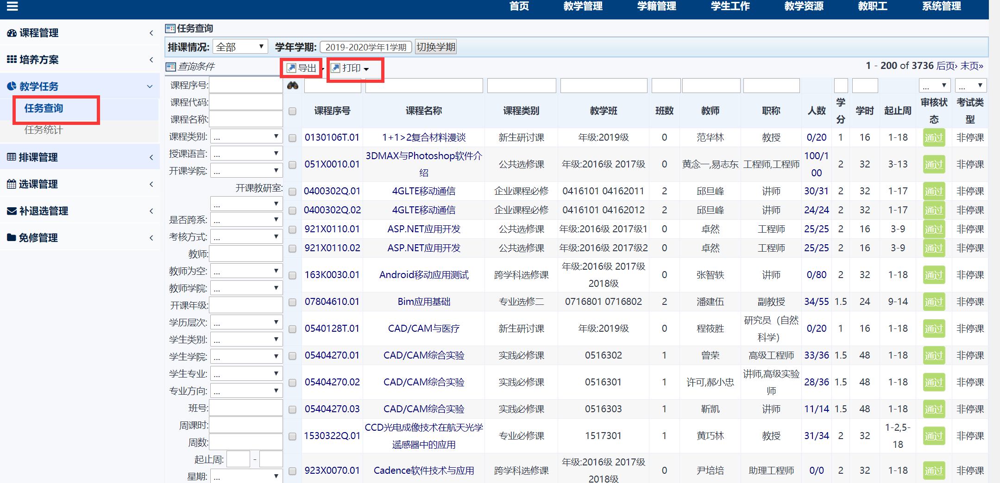 首页 教学管理 学籍管理 学生工作 教学资源 教职工 系统管理
课程管理
培养方案
教学任务
任务查询
任务统计
排课管理
选课管理
补退选管理
免修管理
任务查询
排课情况: 全部 学年学期: 2019-2020学年1学期 切换学期
查询条件
课程序号:
课程代码:
课程名称:
课程类别: ...
授课语言: ...
开课学院: ...
开课教研室:
...
是否跨系: ...
考核方式: ...
教师:
教师为空: ...
教师学院: ...
开课年级:
学历层次: ...
学生类别: ...
学生学院: ...
学生专业: ...
专业方向: ...
班号:
周课时:
周数:
起止周: -
星期: ...
导出 打印 1 - 200 of 3736 后页› 末页»
... ...
课程序号 课程名称 课程类别 教学班 班数 教师 职称 人数 学分 学时 起止周 审核状态 考试类型
0130106T.01 1+1>2复合材料漫谈 新生研讨课 年级:2019级 0 范华林 教授 0/20 1 16 1-18 通过 非停课
051X0010.01 3DMAX与Photoshop软件介绍 公共选修课 年级:2016级 2017级 0 黄念一,易志东 工程师,工程师 100/100 2 32 3-13 通过 非停课
0400302Q.01 4GLTE移动通信 企业课程必修 0416101 04162011 2 邱旦峰 讲师 30/31 2 32 1-17 通过 非停课
0400302Q.02 4GLTE移动通信 企业课程必修 0416101 04162012 2 邱旦峰 讲师 24/24 2 32 1-17 通过 非停课
921X0110.01 ASP.NET应用开发 公共选修课 年级:2016级 2017级1 0 卓然 工程师 25/25 2 16 3-9 通过 非停课
921X0110.02 ASP.NET应用开发 公共选修课 年级:2016级 2017级2 0 卓然 工程师 25/25 2 16 3-9 通过 非停课
163K0030.01 Android移动应用测试 跨学科选修课 年级:2016级 2017级 2018级 0 张智轶 讲师 0/80 2 32 1-18 通过 非停课
07804610.01 Bim应用基础 专业选修二 0716801 0716802 2 潘建伍 副教授 34/55 1.5 24 9-14 通过 非停课
0540128T.01 CAD/CAM与医疗 新生研讨课 年级:2019级 0 程筱胜 研究员（自然科学） 0/20 1 16 1-18 通过 非停课
05404270.01 CAD/CAM综合实验 实践必修课 0516302 1 曾荣 高级工程师 33/36 1.5 48 1-18 通过 非停课
05404270.02 CAD/CAM综合实验 实践必修课 0516301 1 许可,郝小忠 讲师,高级实验师 28/36 1.5 48 1-18 通过 非停课
05404270.03 CAD/CAM综合实验 实践必修课 0516303 1 靳凯 讲师 11/14 1.5 48 1-18 通过 非停课
1530322Q.01 CCD光电成像技术在航天光学遥感器中的应用 专业必修课 1517301 1 黄巧林 教授 31/34 2 32 1-2,5-18 通过 非停课
923X0070.01 Cadence软件技术与应用 跨学科选修课 年级:2016级 2017级 2018级 0 尹培培 助理工程师 0/0 2 32 1-18 通过 非停课